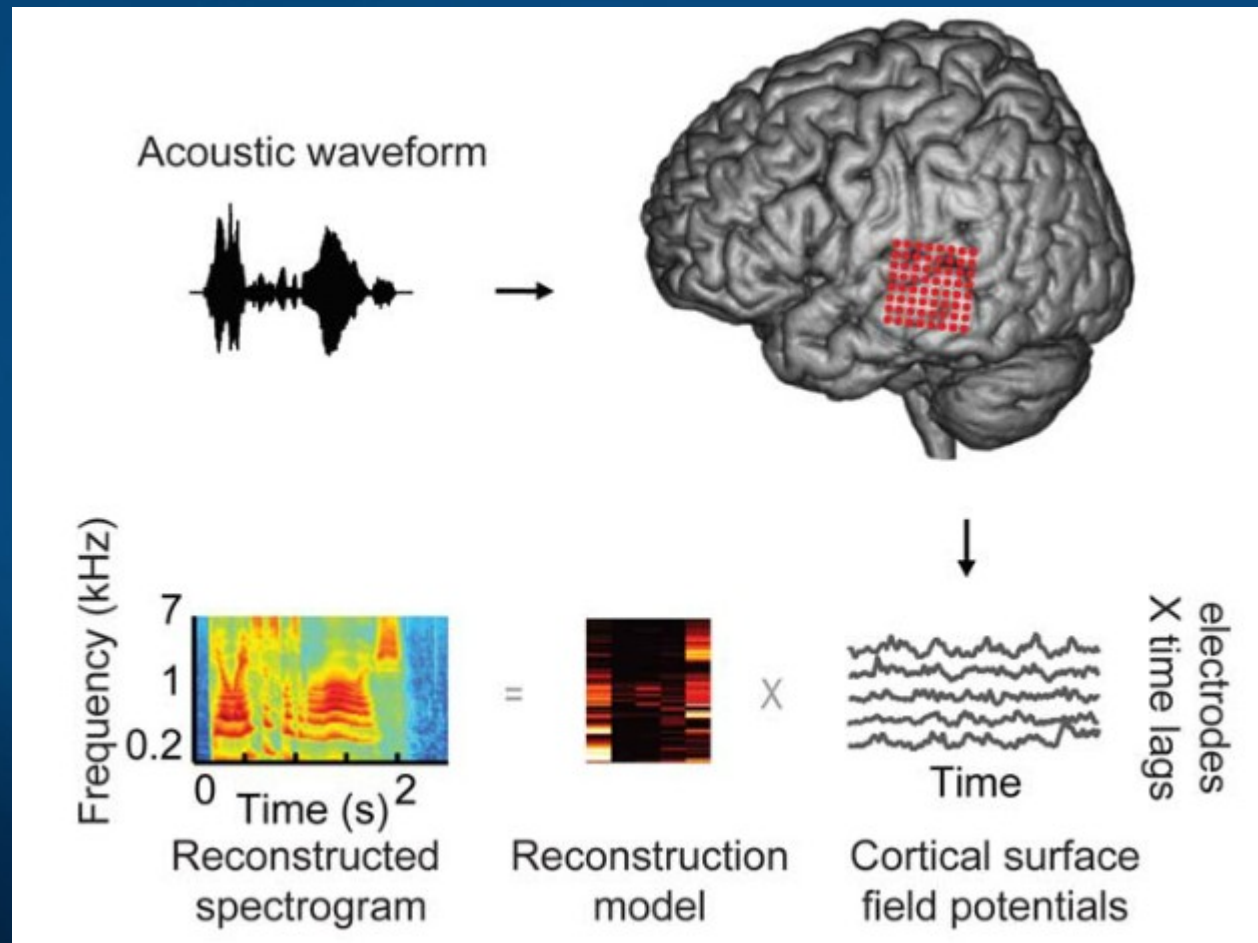 Acoustic waveform
Frequency (kHz)
7
1
0.2
0
2
Time (s)
Reconstructed
spectrogram
=
Reconstruction
model
X
Time
Cortical surface
field potentials
electrodes
X time lags